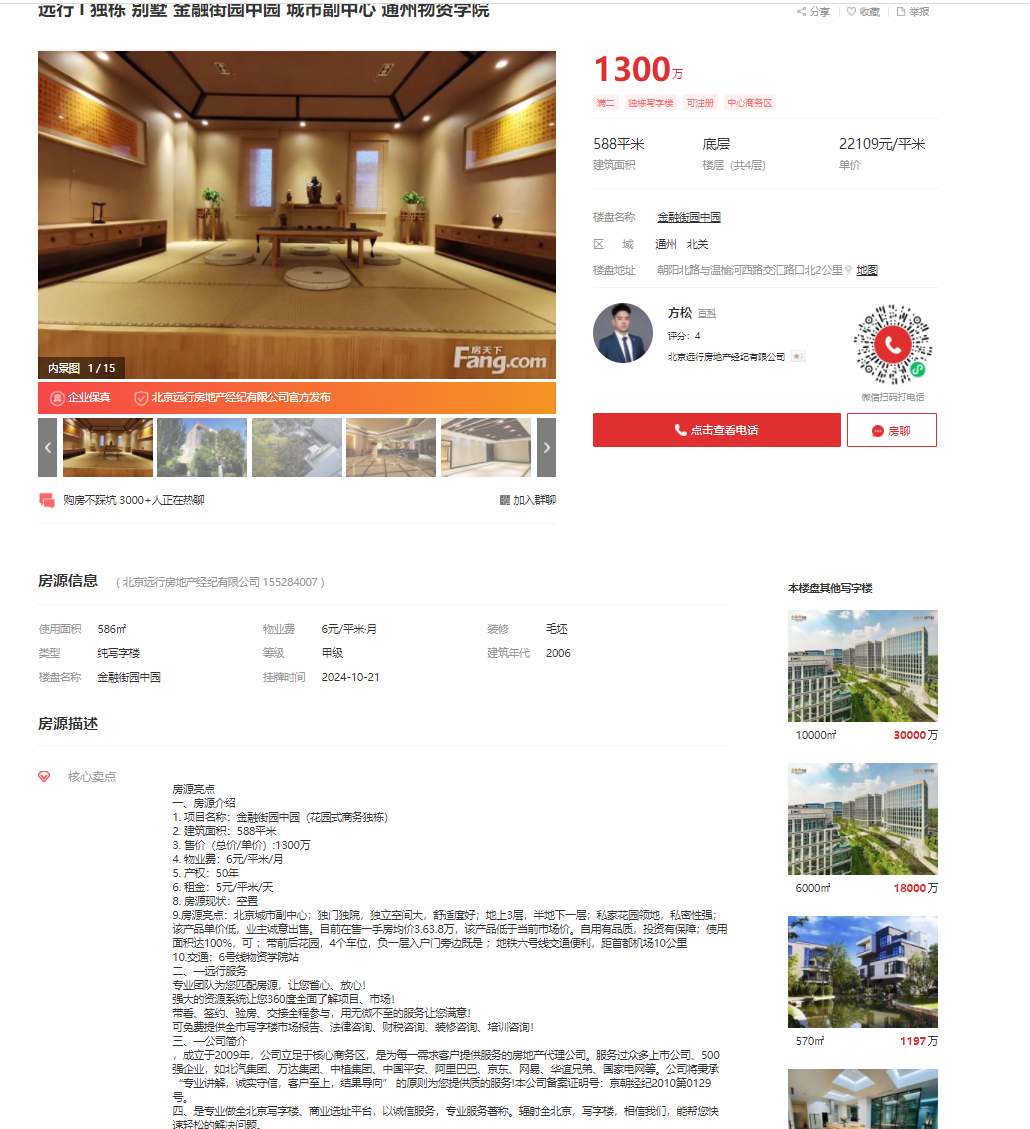 远行 I 独栋 别墅 金融街园中园 城市副中心 通州物资学院
分享
收藏
举报
1300万
满二
独栋写字楼
可注册
中心商务区
588平米
底层
22109元/平米
建筑面积
楼层（共4层）
单价
楼盘名称 金融街园中园
区 域 通州 北关
楼盘地址 朝阳北路与温榆河西路交汇路口北2公里 地图
方松 百科
评分：4
北京远行房地产经纪有限公司
微信扫码打电话
点击查看电话
房聊
房天下
Fang.com
内景图 1 / 15
企业保真
北京远行房地产经纪有限公司官方发布
购房不踩坑 3000+人正在热聊
加入群聊
房源信息 （ 北京远行房地产经纪有限公司 155284007 ）
使用面积 586㎡ 物业费 6元/平米·月 装修 毛坯
类型 纯写字楼 等级 甲级 建筑年代 2006
楼盘名称 金融街园中园 挂牌时间 2024-10-21
房源描述
核心卖点
房源亮点
一、房源介绍
1. 项目名称：金融街园中园（花园式商务独栋）
2. 建筑面积：588平米
3. 售价（总价/单价）:1300万
4. 物业费：6元/平米/月
5. 产权：50年
6. 租金：5元/平米/天
8. 房源现状：空置
9.房源亮点：北京城市副中心；独门独院，独立空间大，舒适度好；地上3层，半地下一层；私家花园领地，私密性强；
该产品单价低，业主诚意出售。目前在售一手房均价3.63.8万，该产品低于当前市场价。自用有品质，投资有保障；使用
面积达100%，可 ；带前后花园，4个车位，负一层入户门旁边既是 ；地铁六号线交通便利，距首都机场10公里
10.交通：6号线物资学院站
二、—远行服务
专业团队为您匹配房源，让您省心、放心！
强大的资源系统让您360度全面了解项目、市场！
带看、签约、验房、交接全程参与，用无微不至的服务让您满意！
可免费提供全市写字楼市场报告、法律咨询、财税咨询、装修咨询、培训咨询！
三、—公司简介
，成立于2009年，公司立足于核心商务区，是为每一需求客户提供服务的房地产代理公司。服务过众多上市公司、500
强企业，如北汽集团、万达集团、中植集团、中国平安、阿里巴巴、京东、网易、华谊兄弟、国家电网等。公司将秉承
“专业讲解，诚实守信，客户至上，结果导向” 的原则为您提供质的服务!本公司备案证明号：京朝经纪2010第0129
号。
四、是专业做全北京写字楼、商业选址平台，以诚信服务，专业服务著称。辐射全北京，写字楼，相信我们，能帮您快
速轻松的解决问题。
本楼盘其他写字楼
10000㎡ 30000万
6000㎡ 18000万
570㎡ 1197万